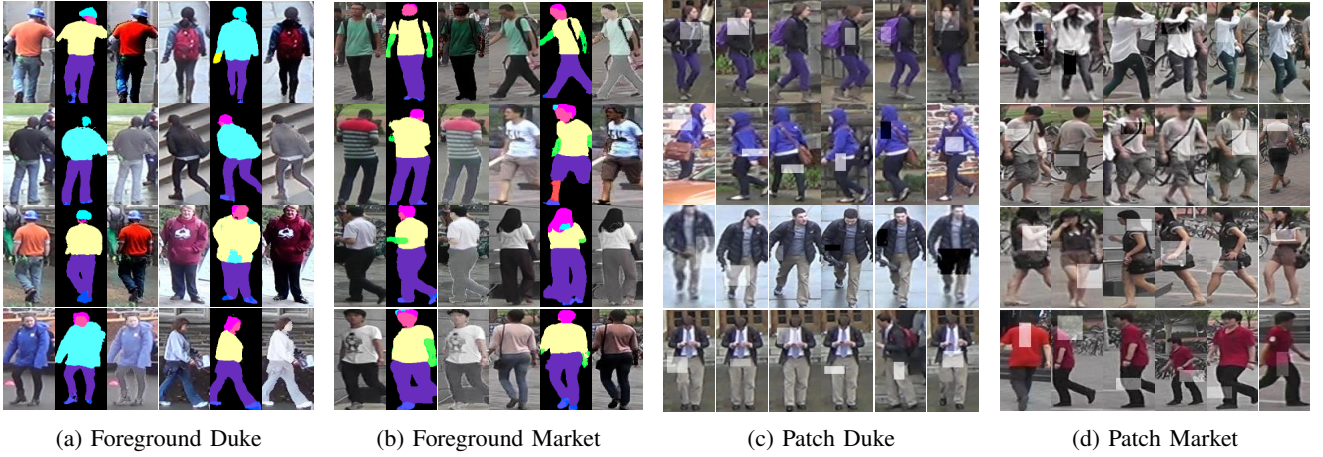 (a) Foreground Duke
(b) Foreground Market
(c) Patch Duke
(d) Patch Market